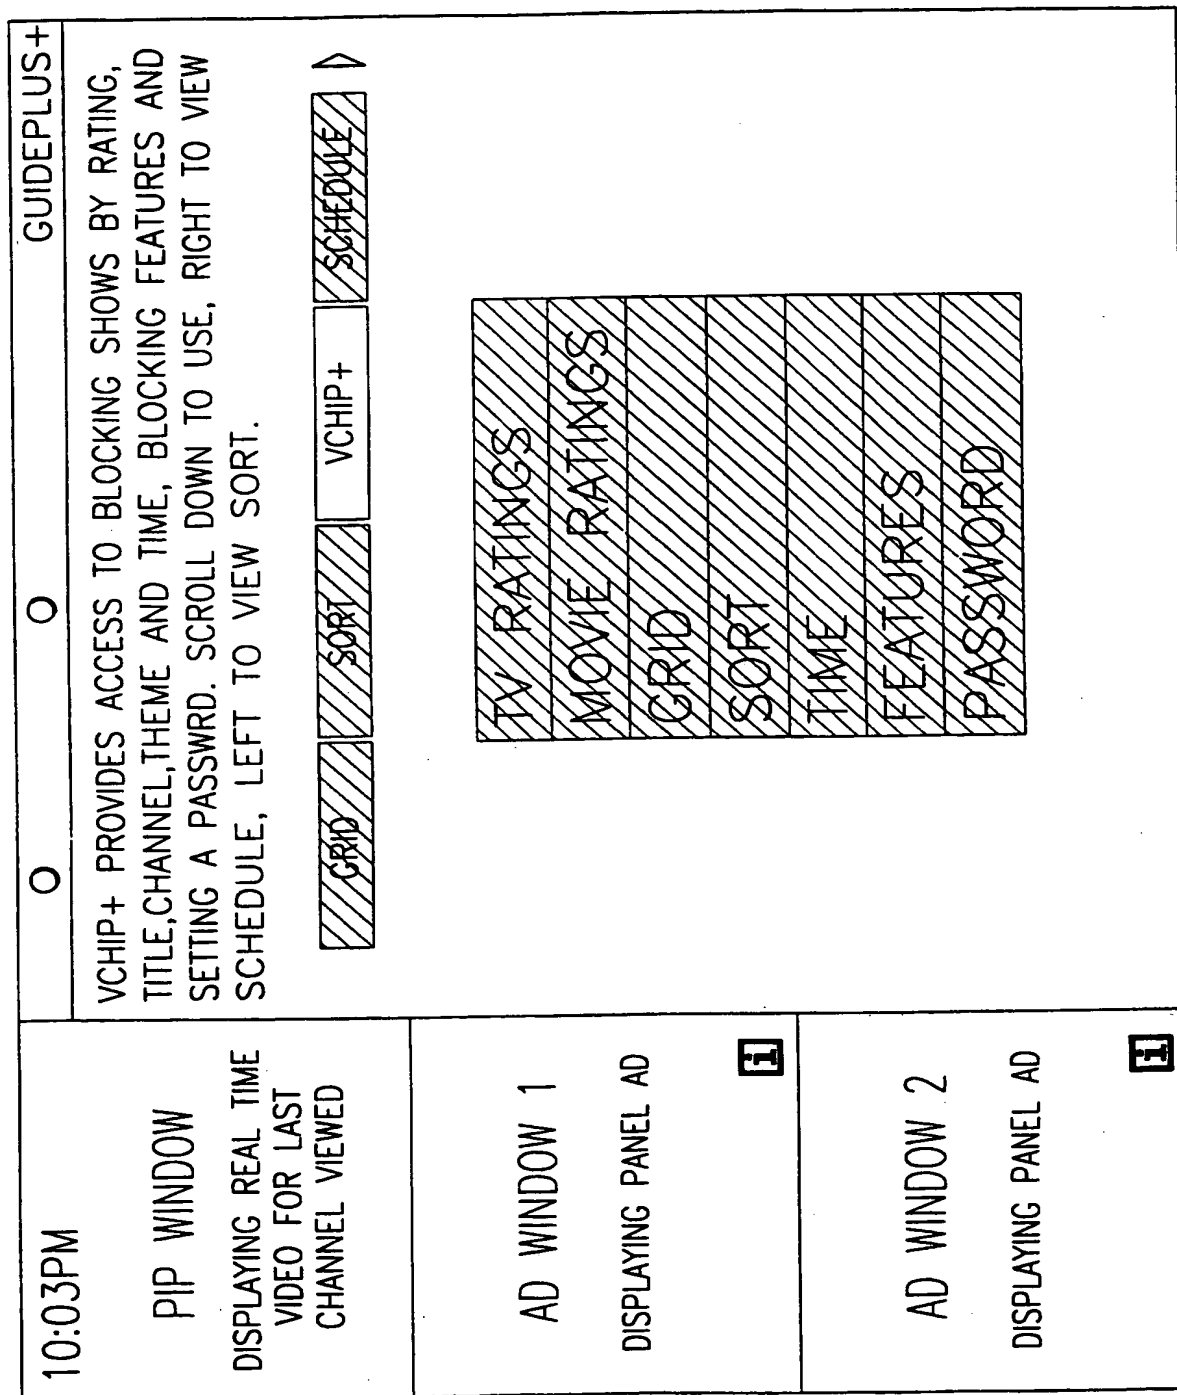 10:03PM
GUIDEPLUS+
PIP WINDOW
DISPLAYING REAL TIME
VIDEO FOR LAST
CHANNEL VIEWED
AD WINDOW 1
DISPLAYING PANEL AD
i
AD WINDOW 2
DISPLAYING PANEL AD
i
VCHIP+ PROVIDES ACCESS TO BLOCKING SHOWS BY RATING,
TITLE,CHANNEL,THEME AND TIME, BLOCKING FEATURES AND
SETTING A PASSWRD. SCROLL DOWN TO USE, RIGHT TO VIEW
SCHEDULE, LEFT TO VIEW SORT.
GRID SORT VCHIP+ SCHEDULE
TV RATINGS
MOVIE RATINGS
GRID
SORT
TIME
FEATURES
PASSWORD